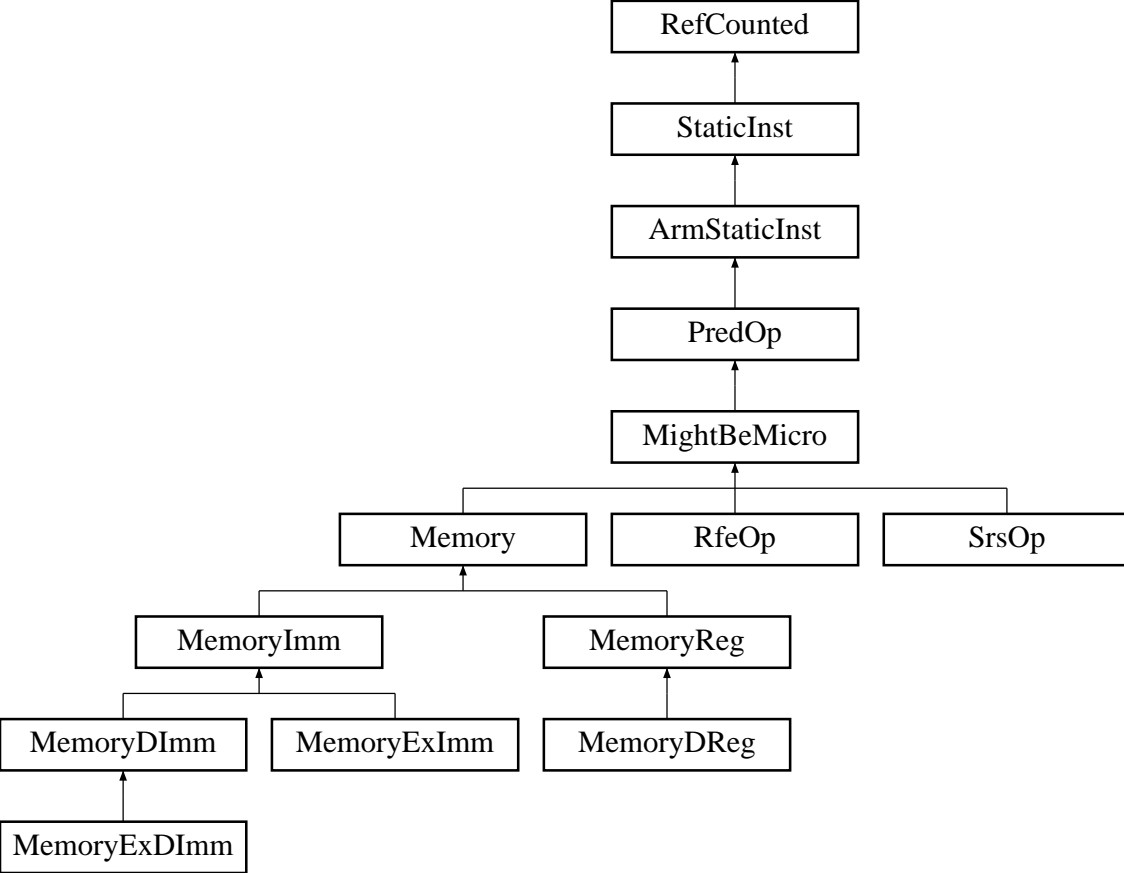 RefCounted
StaticInst
ArmStaticInst
PredOp
MightBeMicro
Memory RfeOp SrsOp
MemoryImm MemoryReg
MemoryDImm MemoryExImm MemoryDReg
MemoryExDImm